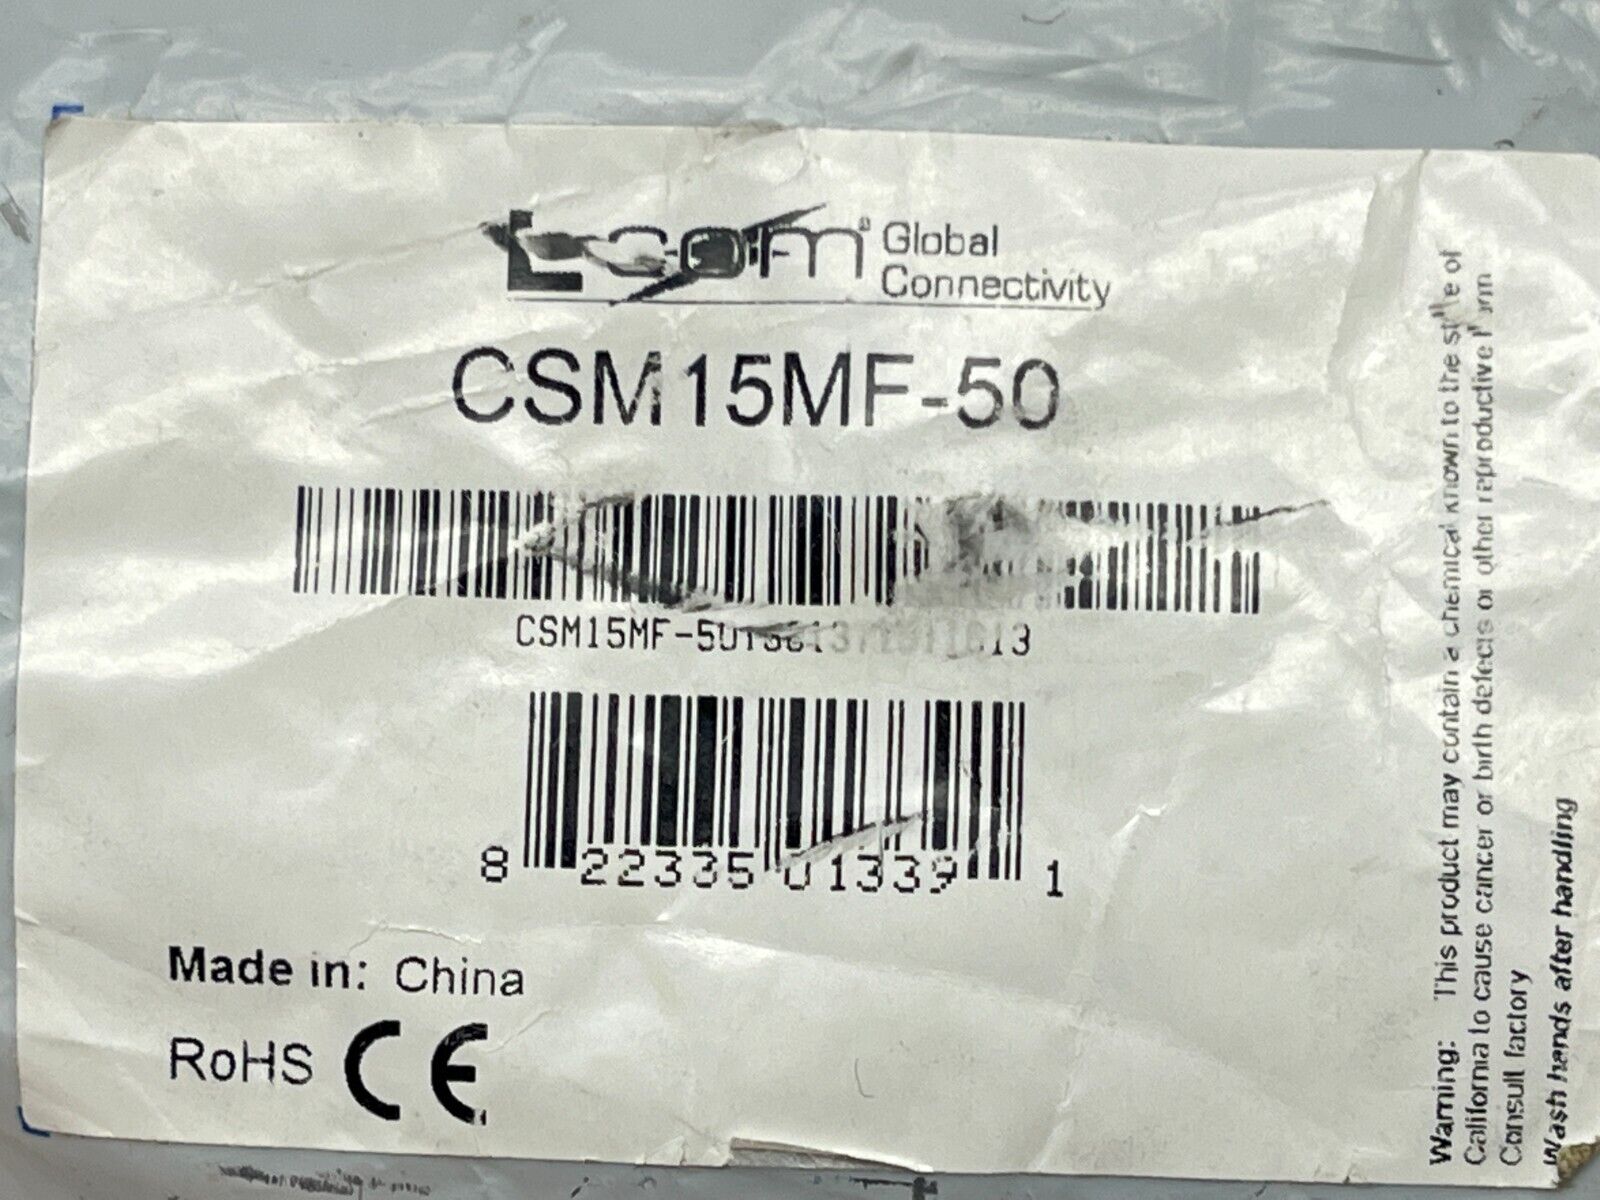 L-com® Global
Connectivity
CSM15MF-50
8 22335 01339 1
Made in: China
RoHS CE
Warning: This product may contain a chemical known to the state of
California to cause cancer or birth defects or other reproductive harm
Consult factory
Wash hands after handling